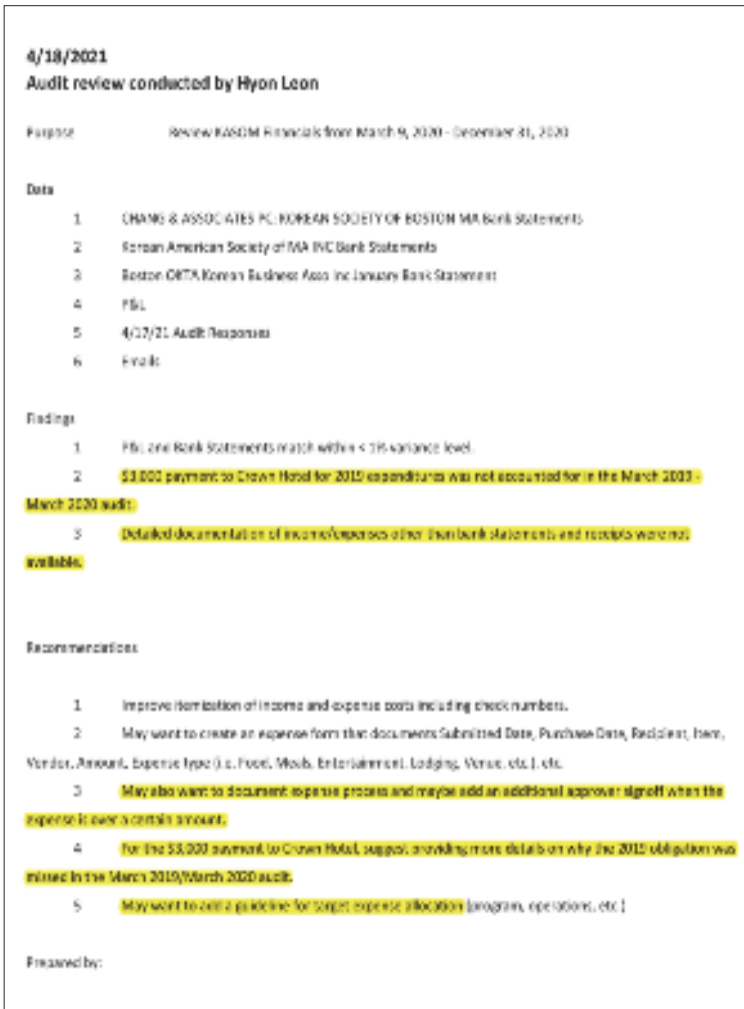 4/18/2021
Audit review conducted by Hyon Leon
Purpose Review KASOM Financials from March 9, 2020 - December 31, 2020
Data
1 CHANG & ASSOCIATES PC: KOREAN SOCIETY OF BOSTON MA Bank Statements
2 Korean American Society of MA INC Bank Statements
3 Boston OKTA Korean Business Asso Inc January Bank Statement
4 P&L
5 4/17/21 Audit Responses
6 Emails
Findings
1 P&L and Bank Statements match within < 1% variance level.
2 $3,000 payment to Crown Hotel for 2019 expenditures was not accounted for in the March 2019 -
March 2020 audit.
3 Detailed documentation of income/expenses other than bank statements and receipts were not
available.
Recommendations
1 Improve itemization of income and expense costs including check numbers.
2 May want to create an expense form that documents Submitted Date, Purchase Date, Recipient, Item,
Vendor, Amount, Expense type (i.e. Food, Meals, Entertainment, Lodging, Venue, etc.), etc.
3 May also want to document expense process and maybe add an additional approver signoff when the
expense is over a certain amount.
4 For the $3,000 payment to Crown Hotel, suggest providing more details on why the 2019 obligation was
missed in the March 2019/March 2020 audit.
5 May want to add a guideline for target expense allocation (program, operations, etc.)
Prepared by: